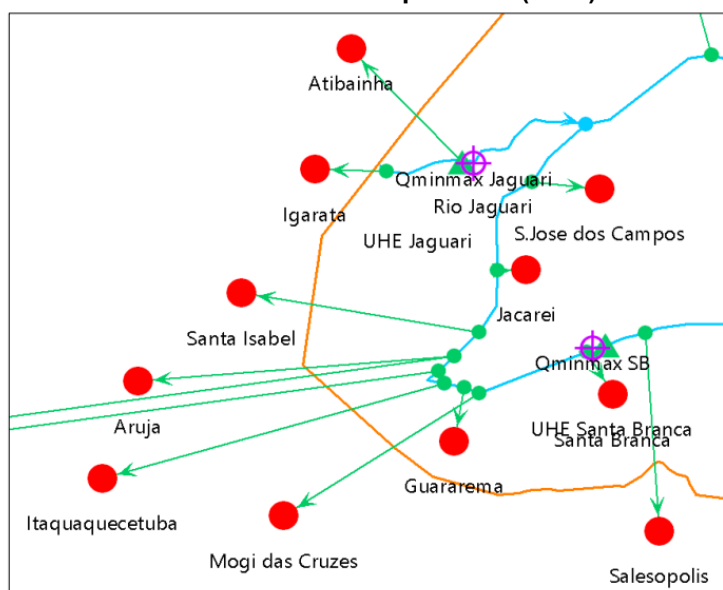 Atibainha
Igarata
Qminmax Jaguari
Rio Jaguari
UHE Jaguari
S.Jose dos Campos
Santa Isabel
Jacarei
Qminmax SB
Aruja
UHE Santa Branca
Santa Branca
Guararema
Itaquaquecetuba
Mogi das Cruzes
Salesopolis